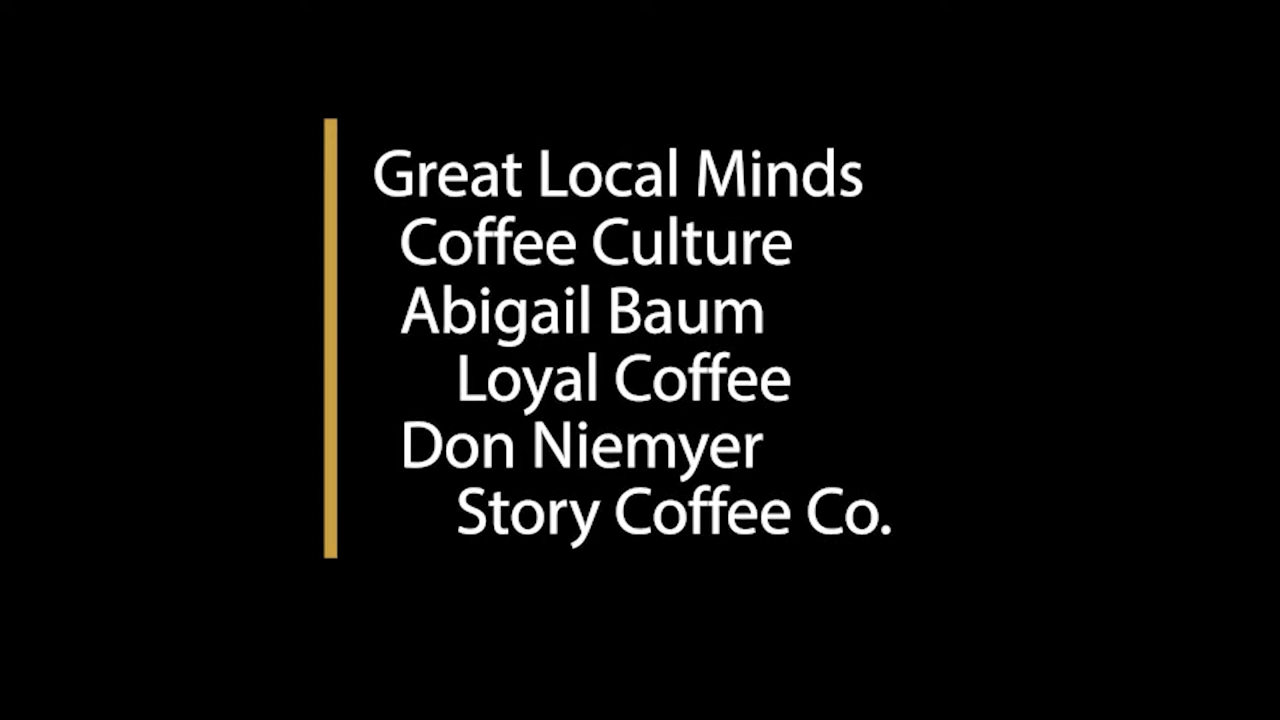 Great Local Minds
Coffee Culture
Abigail Baum
Loyal Coffee
Don Niemyer
Story Coffee Co.